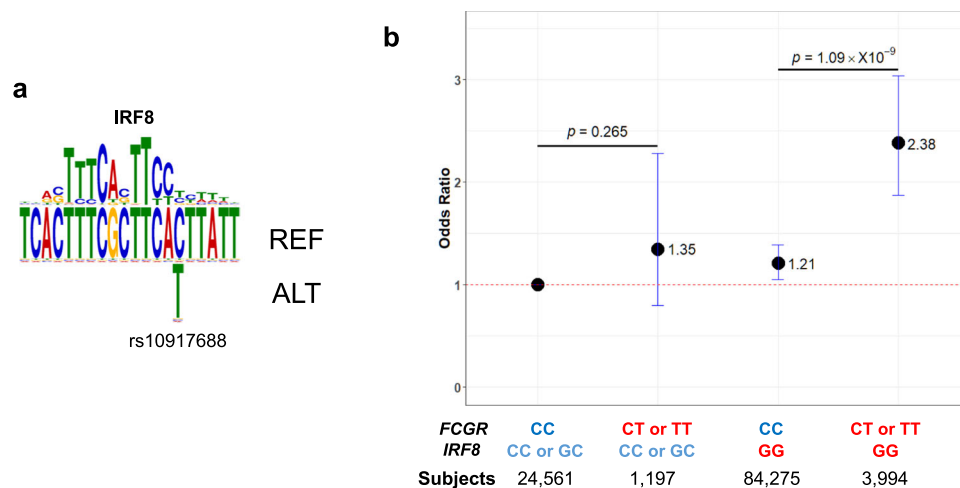 a
IRF8
TCACTTTCGCTTCACTTATT
REF
T
ALT
rs10917688
b
p = 1.09 × X10⁻⁹
p = 0.265
Odds Ratio
3
2
1
0
1.35
1.21
2.38
FCGR CC CT or TT CC CT or TT
IRF8 CC or GC CC or GC GG GG
Subjects 24,561 1,197 84,275 3,994